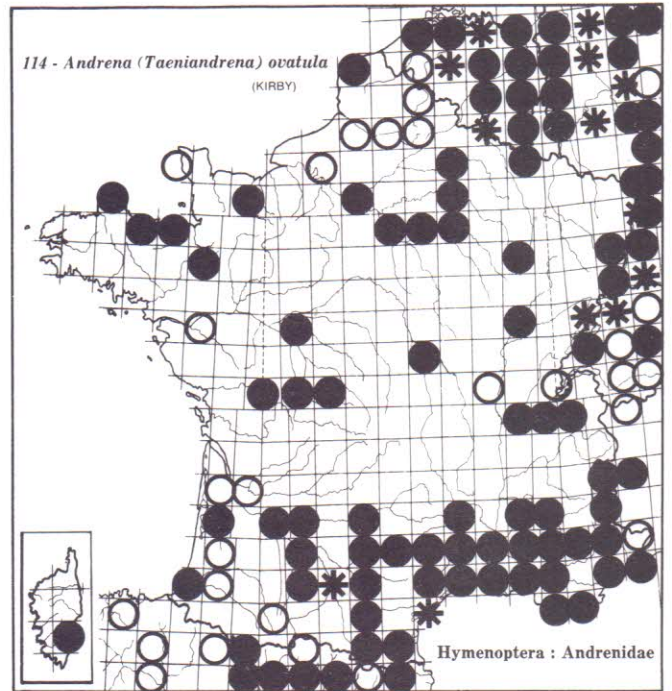 114 - Andrena (Taeniandrena) ovatula
(KIRBY)
Hymenoptera : Andrenidae